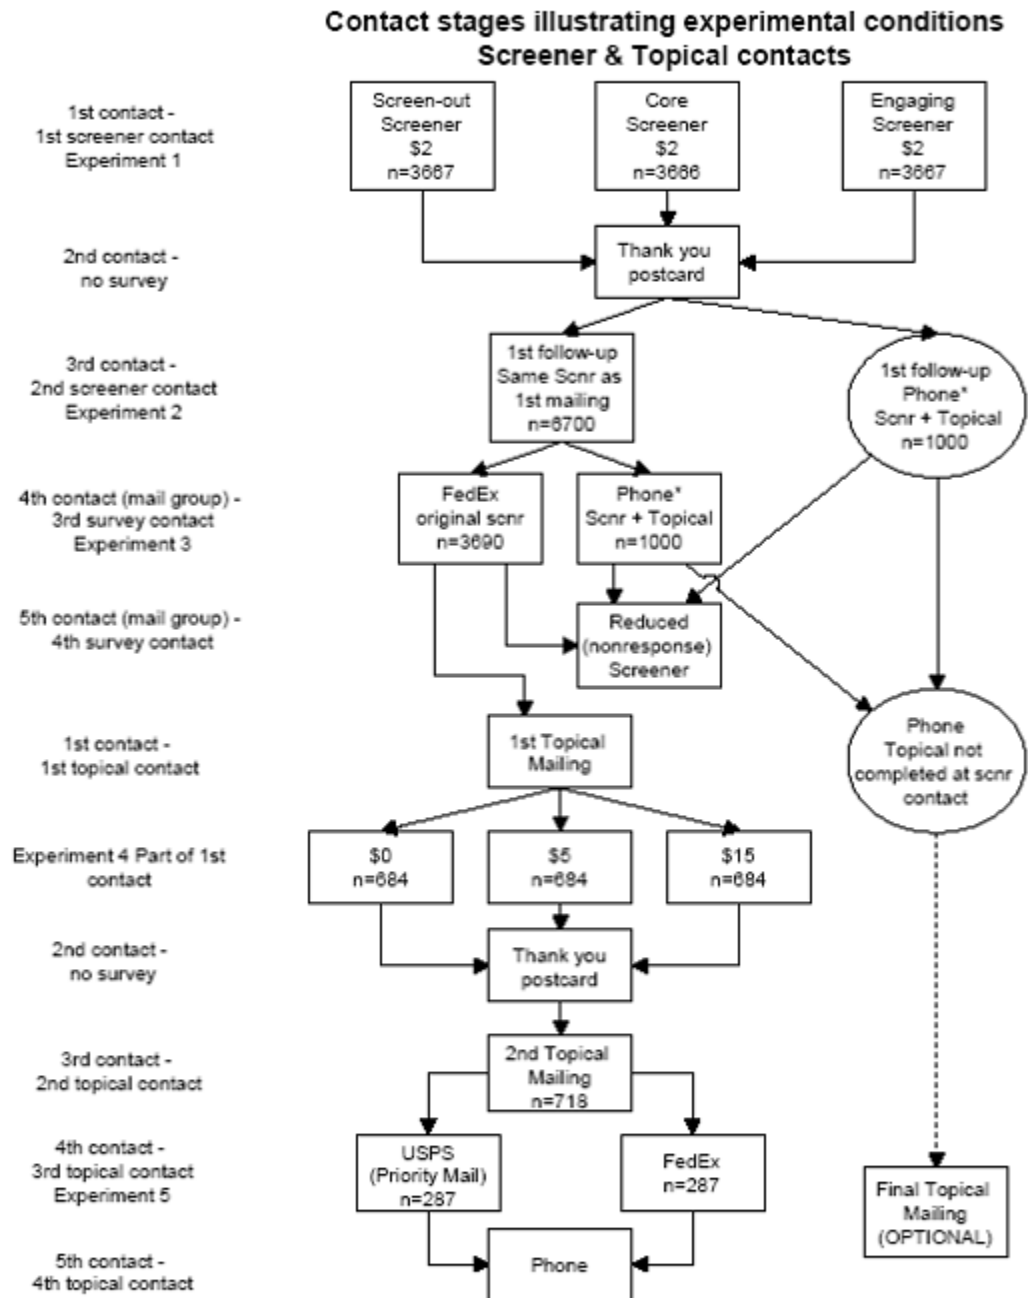 Contact stages illustrating experimental conditions
Screener & Topical contacts
1st contact -
1st screener contact
Experiment 1
Screen-out
Screener
$2
n=3667
Core
Screener
$2
n=3666
Engaging
Screener
$2
n=3667
2nd contact -
no survey
Thank you
postcard
3rd contact -
2nd screener contact
Experiment 2
1st follow-up
Same Scnr as
1st mailing
n=6700
1st follow-up
Phone*
Scnr + Topical
n=1000
4th contact (mail group) -
3rd survey contact
Experiment 3
FedEx
original scnr
n=3690
Phone*
Scnr + Topical
n=1000
5th contact (mail group) -
4th survey contact
Reduced
(nonresponse)
Screener
1st contact -
1st topical contact
1st Topical
Mailing
Phone
Topical not
completed at scnr
contact
Experiment 4 Part of 1st
contact
$0
n=684
$5
n=684
$15
n=684
2nd contact -
no survey
Thank you
postcard
3rd contact -
2nd topical contact
2nd Topical
Mailing
n=718
4th contact -
3rd topical contact
Experiment 5
USPS
(Priority Mail)
n=287
FedEx
n=287
Final Topical
Mailing
(OPTIONAL)
5th contact -
4th topical contact
Phone